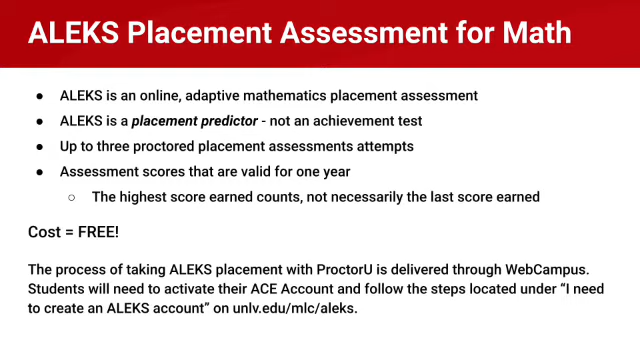 ALEKS Placement Assessment for Math
● ALEKS is an online, adaptive mathematics placement assessment
● ALEKS is a placement predictor - not an achievement test
● Up to three proctored placement assessments attempts
● Assessment scores that are valid for one year
○ The highest score earned counts, not necessarily the last score earned
Cost = FREE!
The process of taking ALEKS placement with ProctorU is delivered through WebCampus.
Students will need to activate their ACE Account and follow the steps located under “I need
to create an ALEKS account” on unlv.edu/mlc/aleks.